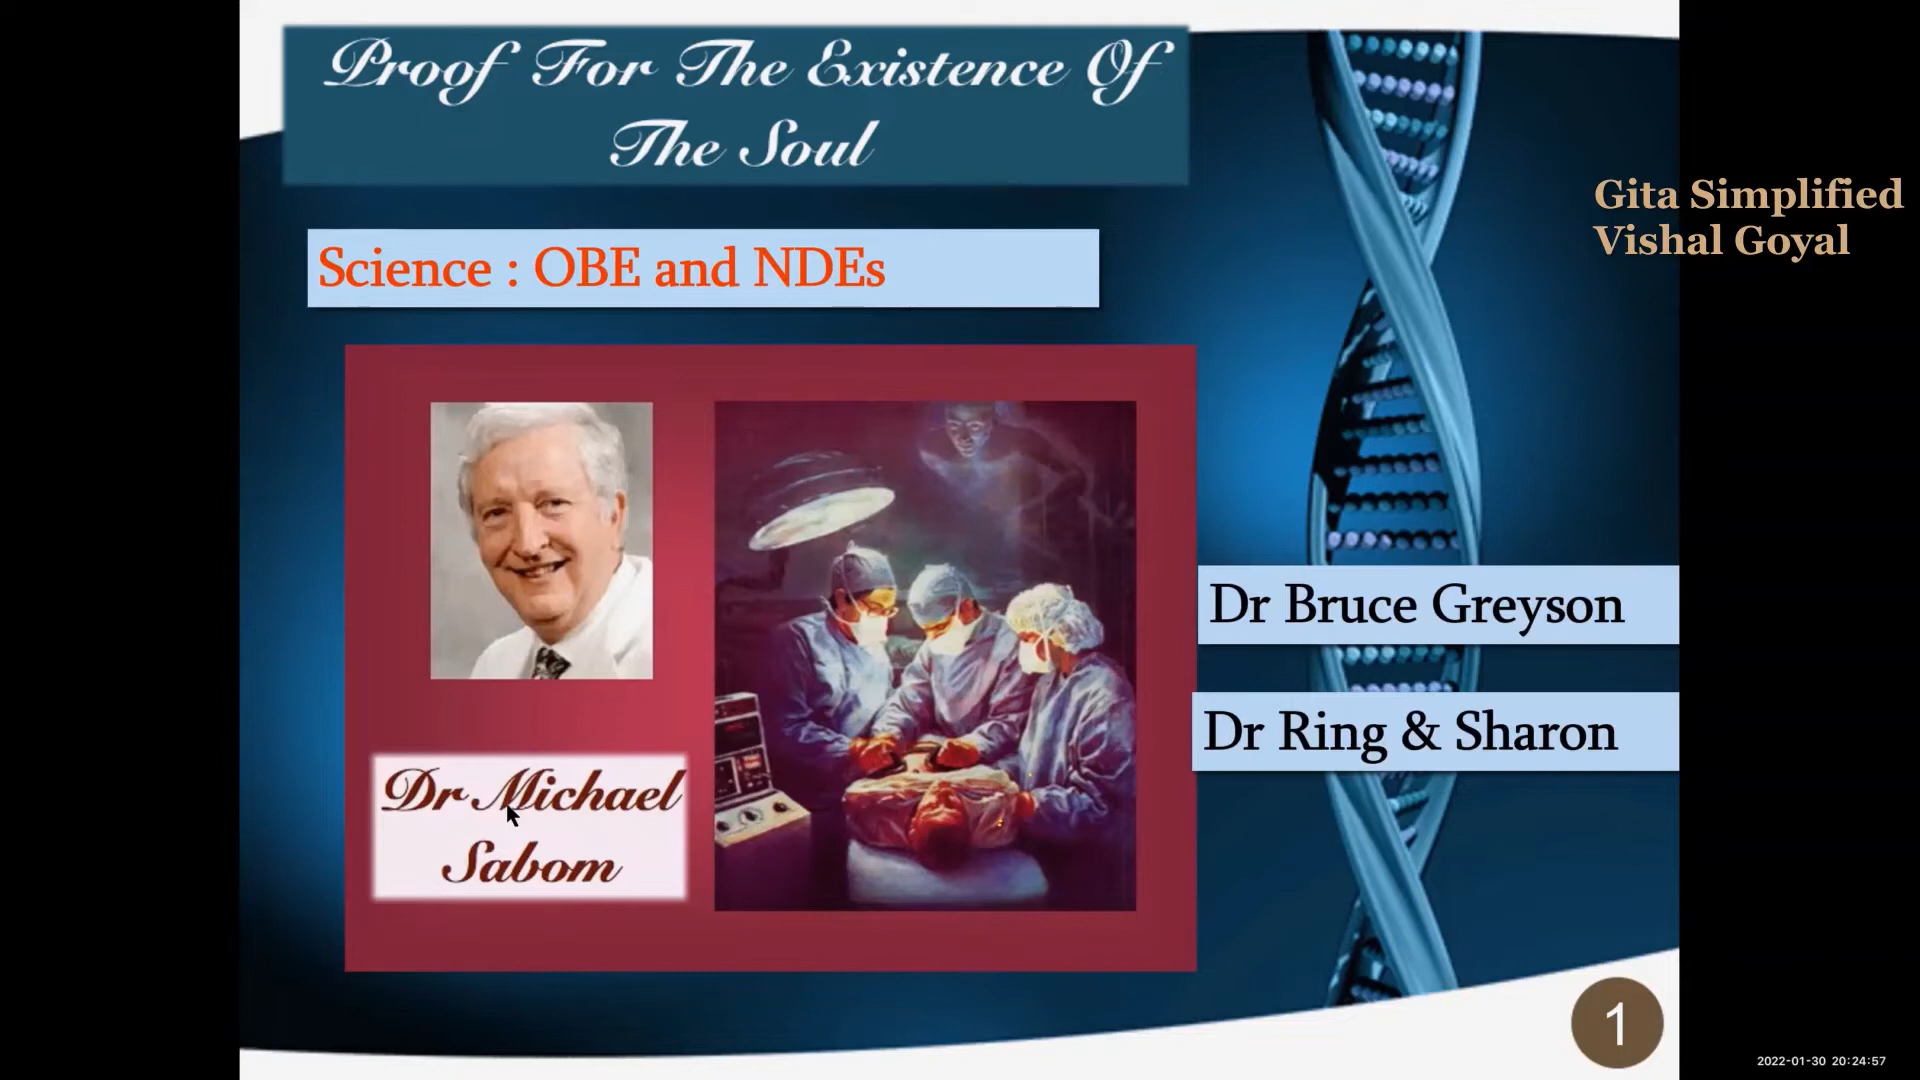 Proof For The Existence Of
The Soul
Gita Simplified
Vishal Goyal
Science : OBE and NDEs
Dr Bruce Greyson
Dr Ring & Sharon
Dr Michael
Sabom
1
2022-01-30 20:24:57